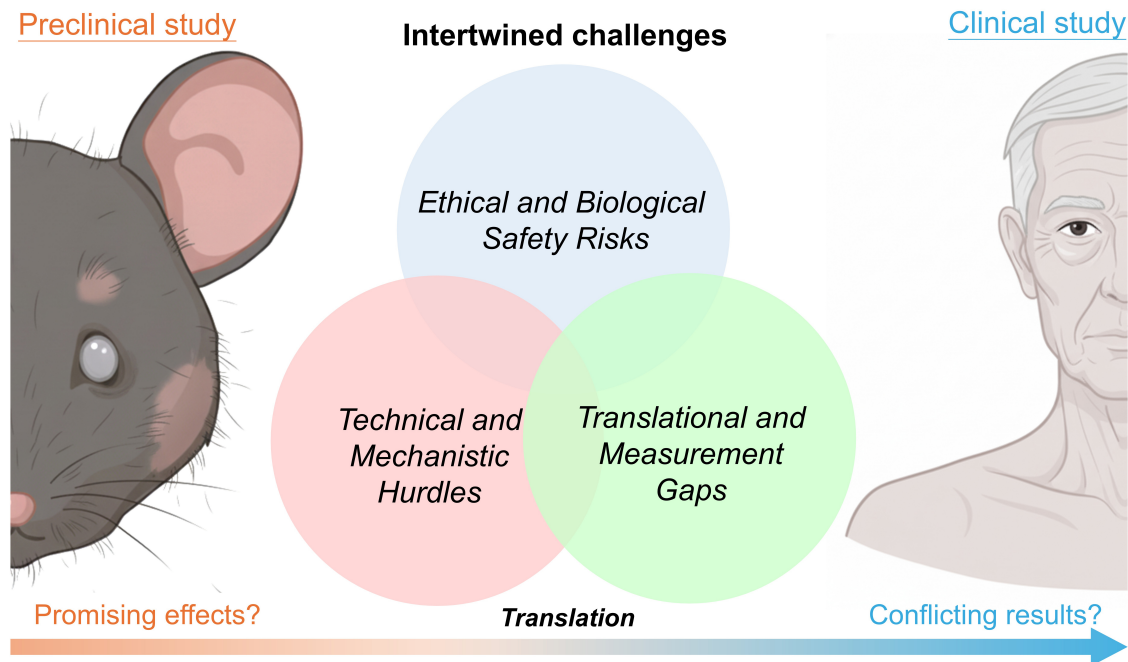 Preclinical study
Intertwined challenges
Clinical study
Ethical and Biological
Safety Risks
Technical and
Mechanistic
Hurdles
Translational and
Measurement
Gaps
Promising effects?
Translation
Conflicting results?